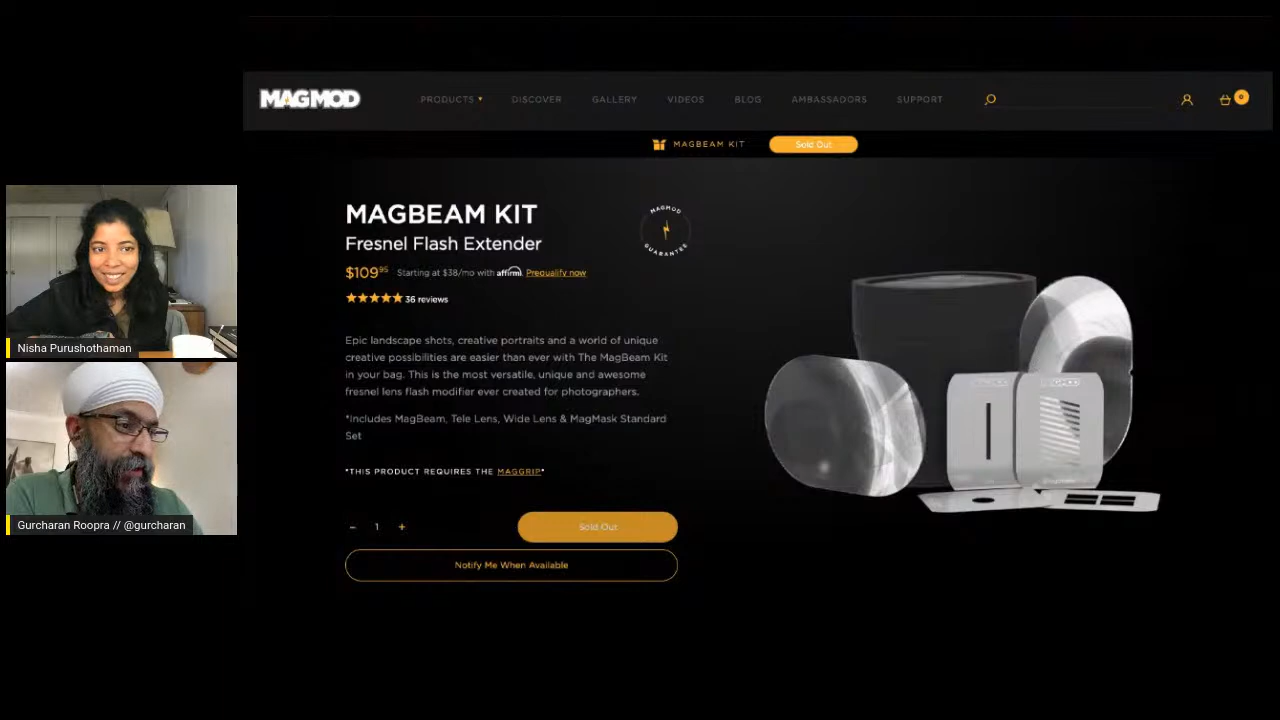 MAGMOD
PRODUCTS DISCOVER GALLERY VIDEOS BLOG AMBASSADORS SUPPORT 0
MAGBEAM KIT Sold Out
MAGBEAM KIT
Fresnel Flash Extender
MAGMOD GUARANTEE
$109⁹⁵ Starting at $38/mo with affirm. Prequalify now
36 reviews
Epic landscape shots, creative portraits and a world of unique
creative possibilities are easier than ever with The MagBeam Kit
in your bag. This is the most versatile, unique and awesome
fresnel lens flash modifier ever created for photographers.
*Includes MagBeam, Tele Lens, Wide Lens & MagMask Standard
Set
*THIS PRODUCT REQUIRES THE MAGGRIP*
− 1 + Sold Out
Notify Me When Available
MAGMOD
Nisha Purushothaman
Gurcharan Roopra // @gurcharan